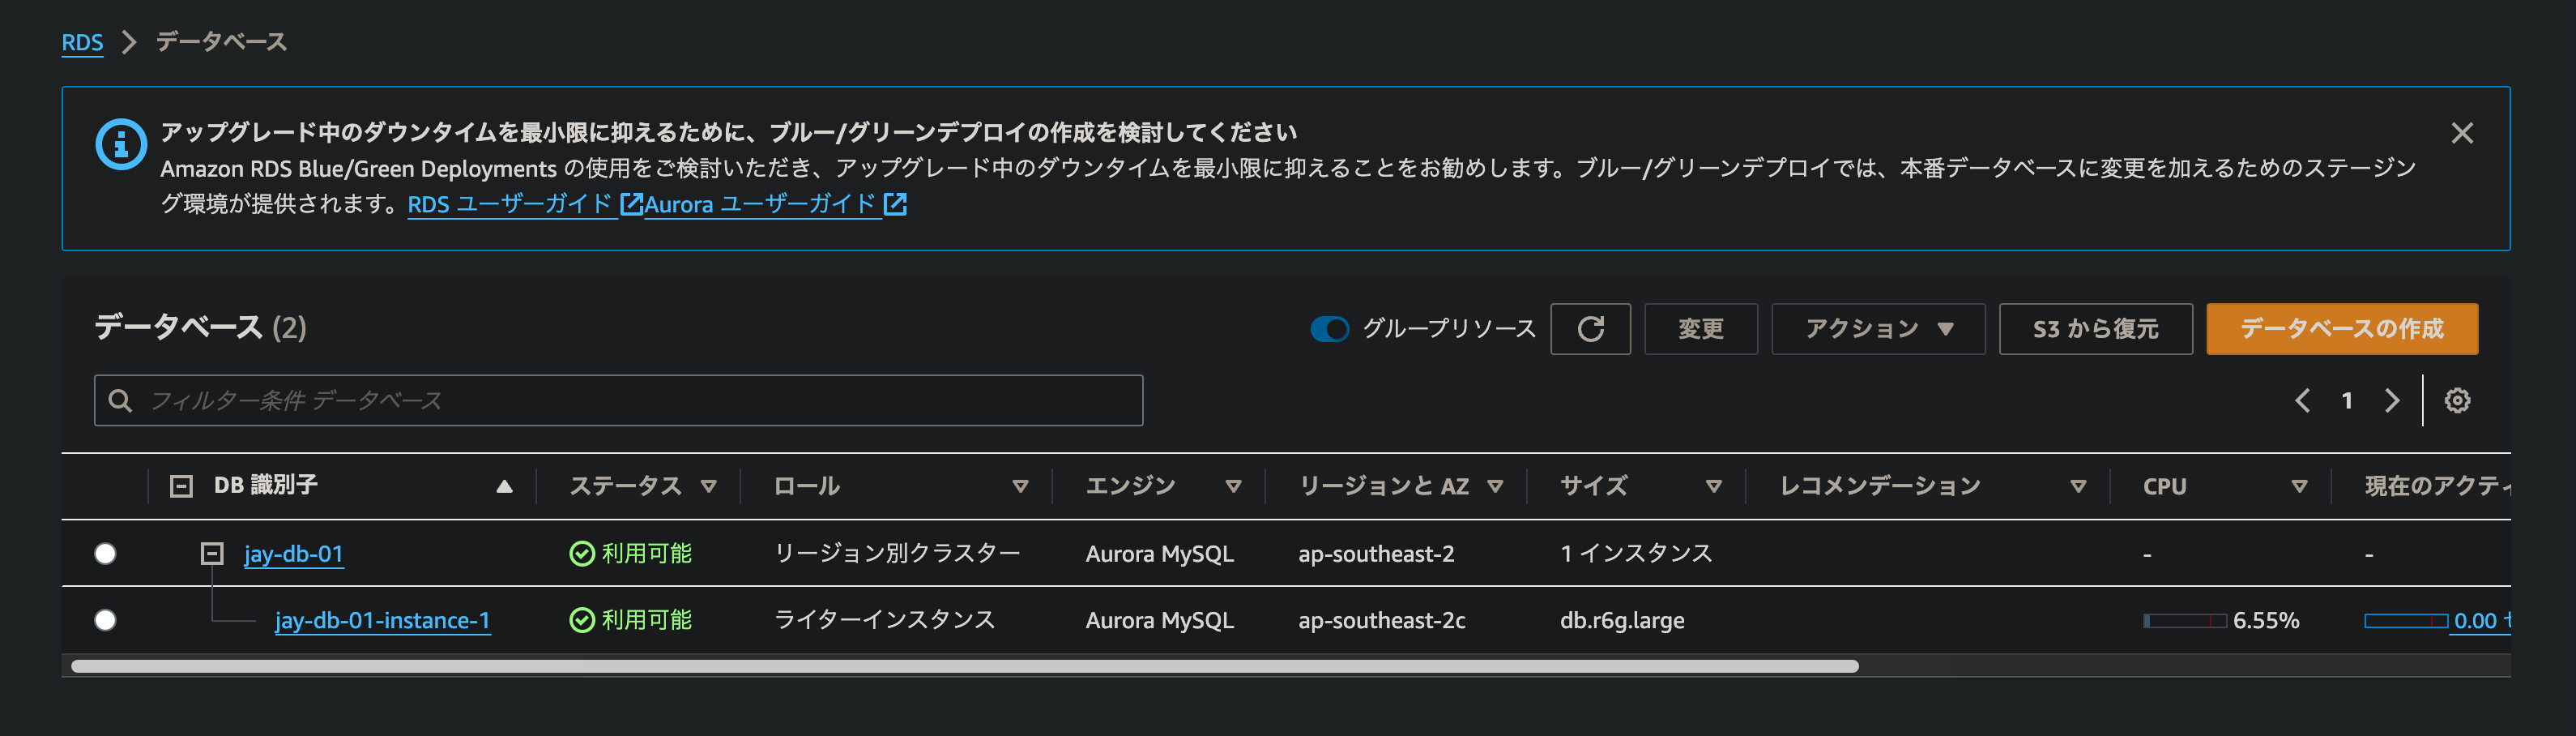 RDS > データベース
アップグレード中のダウンタイムを最小限に抑えるために、ブルー/グリーンデプロイの作成を検討してください
Amazon RDS Blue/Green Deployments の使用をご検討いただき、アップグレード中のダウンタイムを最小限に抑えることをお勧めします。ブルー/グリーンデプロイでは、本番データベースに変更を加えるためのステージン
グ環境が提供されます。RDS ユーザーガイド Aurora ユーザーガイド
データベース (2) グループリソース 変更 アクション S3 から復元 データベースの作成
フィルター条件 データベース 1
DB 識別子 ステータス ロール エンジン リージョンと AZ サイズ レコメンデーション CPU 現在のアクティ
jay-db-01 利用可能 リージョン別クラスター Aurora MySQL ap-southeast-2 1 インスタンス - -
jay-db-01-instance-1 利用可能 ライターインスタンス Aurora MySQL ap-southeast-2c db.r6g.large 6.55% 0.00